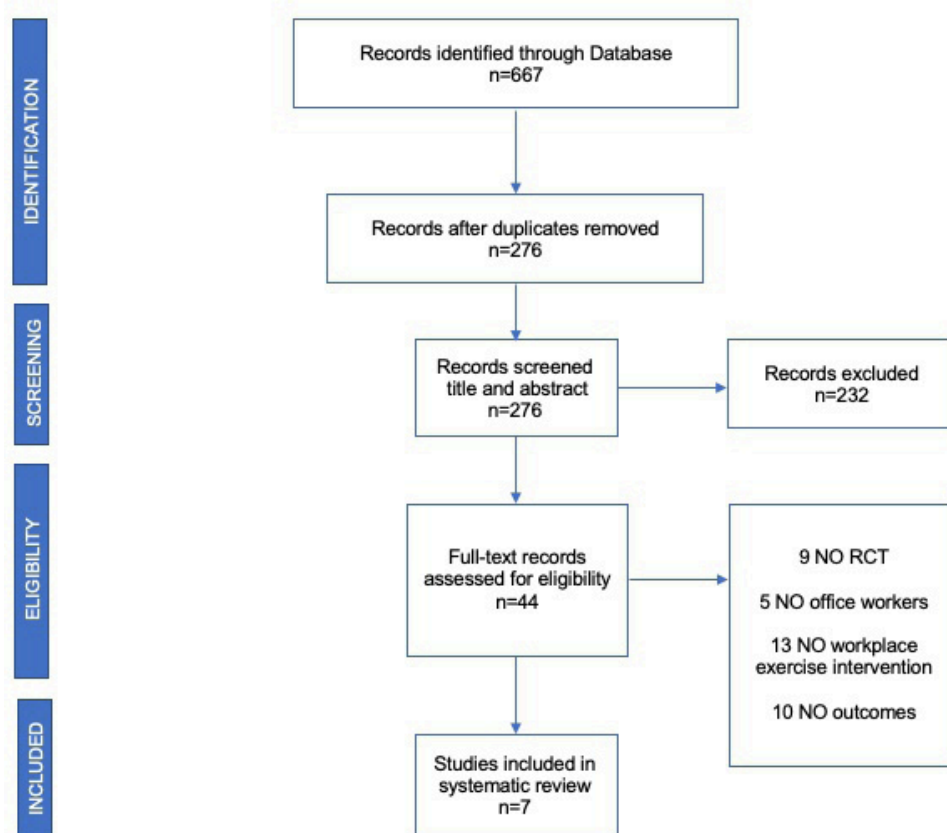 IDENTIFICATION
Records identified through Database
n=667
Records after duplicates removed
n=276
SCREENING
Records screened
title and abstract
n=276
Records excluded
n=232
ELIGIBILITY
Full-text records
assessed for eligibility
n=44
9 NO RCT
5 NO office workers
13 NO workplace
exercise intervention
10 NO outcomes
INCLUDED
Studies included in
systematic review
n=7